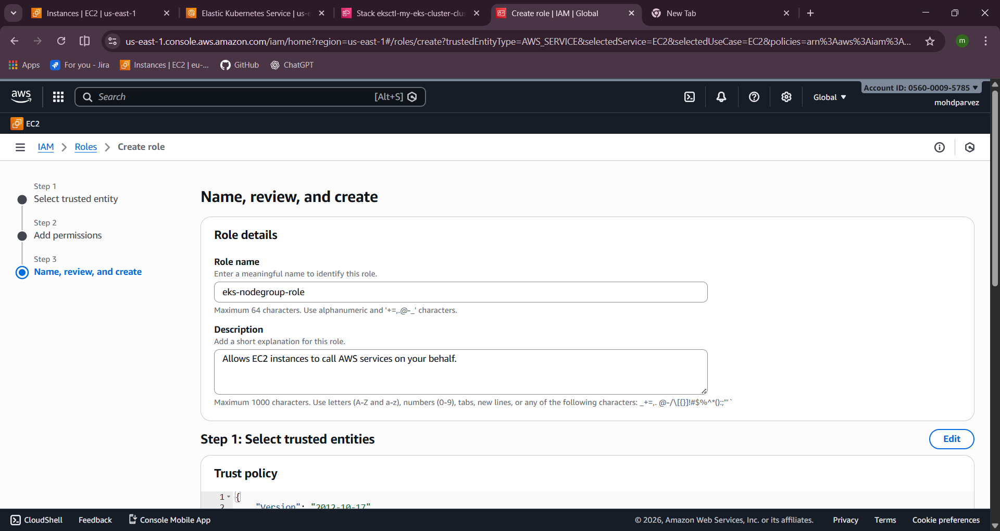 Instances | EC2 | us-east-1
Elastic Kubernetes Service | us-e
Stack eksctl-my-eks-cluster-clus
Create role | IAM | Global
New Tab
us-east-1.console.aws.amazon.com/iam/home?region=us-east-1#/roles/create?trustedEntityType=AWS_SERVICE&selectedService=EC2&selectedUseCase=EC2&policies=arn%3Aaws%3Aiam%3A...
m
Apps
For you - Jira
Instances | EC2 | eu-...
GitHub
ChatGPT
aws
Search
[Alt+S]
Global
Account ID: 0560-0009-5785
mohdparvez
EC2
IAM
Roles
Create role
Step 1
Select trusted entity
Step 2
Add permissions
Step 3
Name, review, and create
Name, review, and create
Role details
Role name
Enter a meaningful name to identify this role.
eks-nodegroup-role
Maximum 64 characters. Use alphanumeric and '+=,.@-_' characters.
Description
Add a short explanation for this role.
Allows EC2 instances to call AWS services on your behalf.
Maximum 1000 characters. Use letters (A-Z and a-z), numbers (0-9), tabs, new lines, or any of the following characters: _+=,. @-/\[{}]!#$%^*();:"'`
Step 1: Select trusted entities
Edit
Trust policy
1 {
2 "Version": "2012-10-17"
CloudShell
Feedback
Console Mobile App
© 2026, Amazon Web Services, Inc. or its affiliates.
Privacy
Terms
Cookie preferences